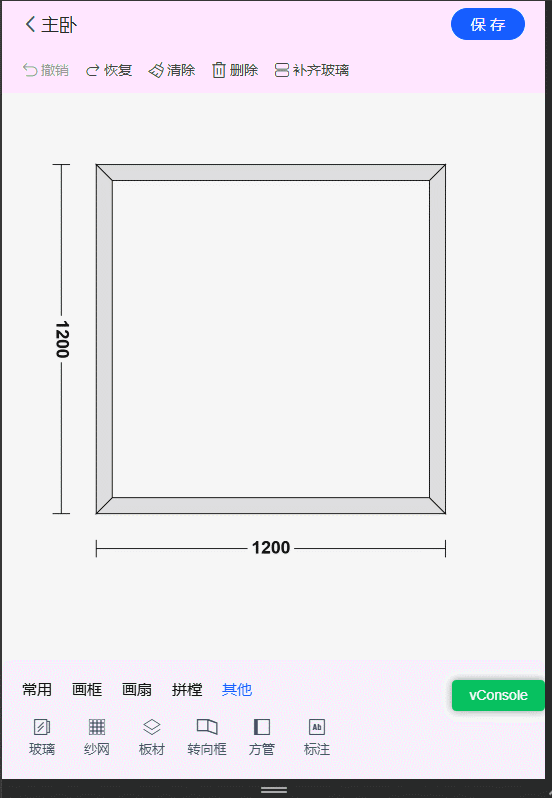 主卧 保 存
撤销 恢复 清除 删除 补齐玻璃
1200
1200
常用 画框 画扇 拼樘 其他
vConsole
玻璃 纱网 板材 转向框 方管 标注